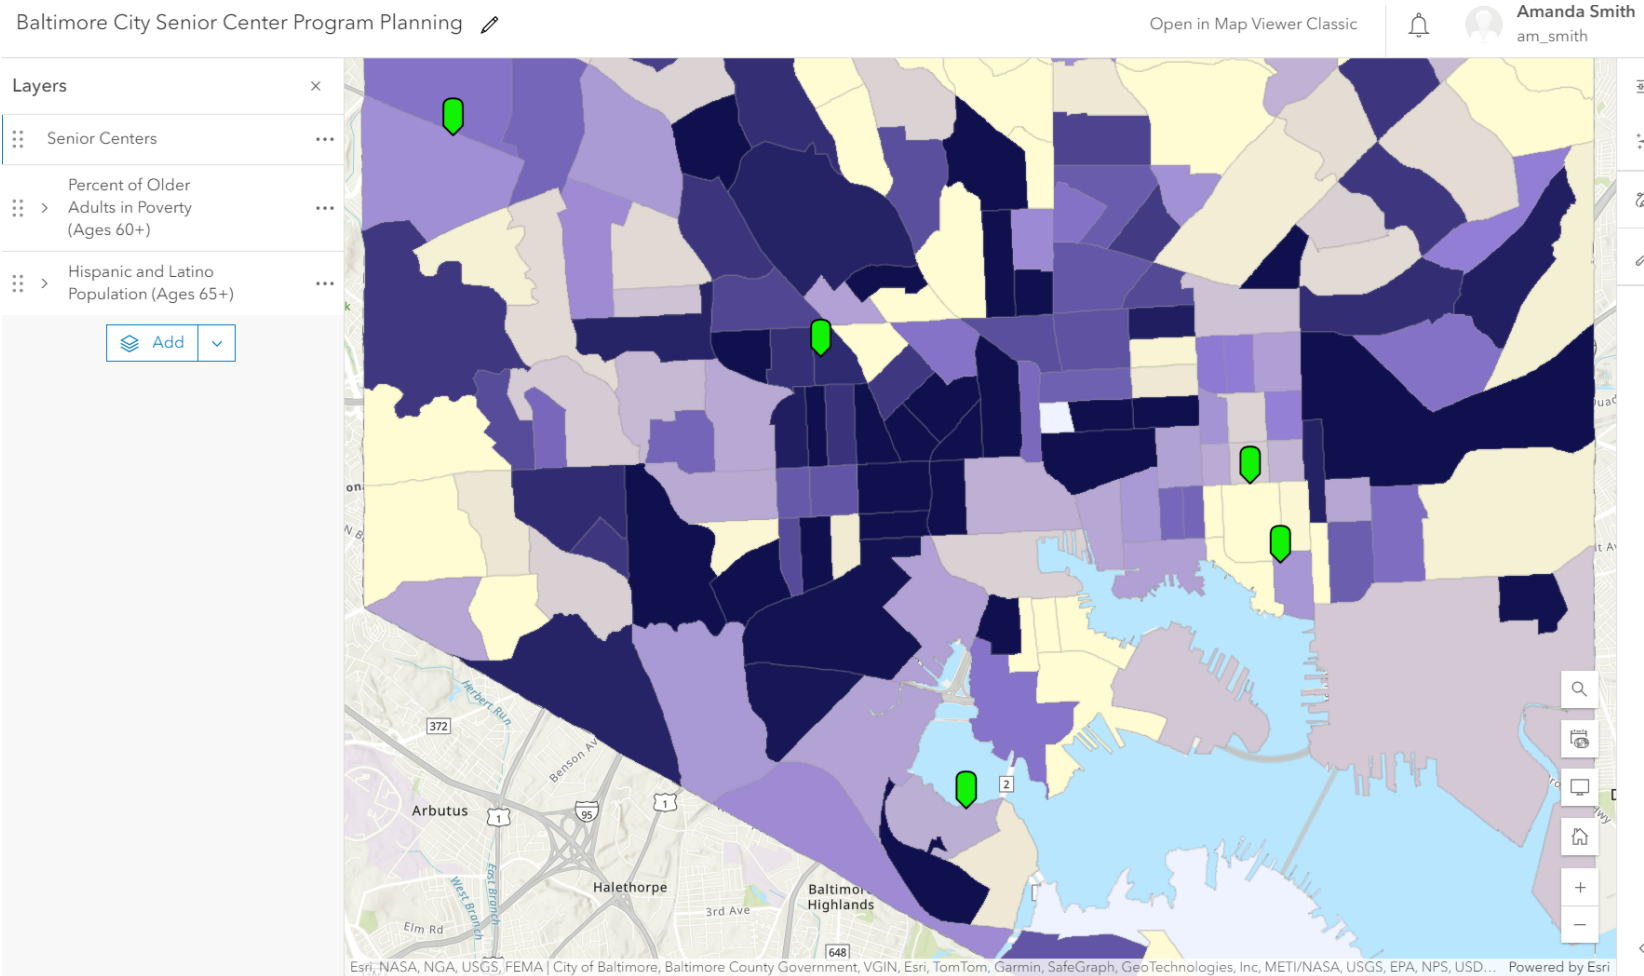 Baltimore City Senior Center Program Planning
Open in Map Viewer Classic
Amanda Smith
am_smith
Layers
Senior Centers
Percent of Older
Adults in Poverty
(Ages 60+)
Hispanic and Latino
Population (Ages 65+)
Add
Herbert Run
372
Benson Av
Arbutus
1
95
1
2
West Branch
East Branch
Halethorpe
Baltimor
Highlands
3rd Ave
Elm Rd
648
Esri, NASA, NGA, USGS, FEMA | City of Baltimore, Baltimore County Government, VGIN, Esri, TomTom, Garmin, SafeGraph, GeoTechnologies, Inc, METI/NASA, USGS, EPA, NPS, USD...
Powered by Esri